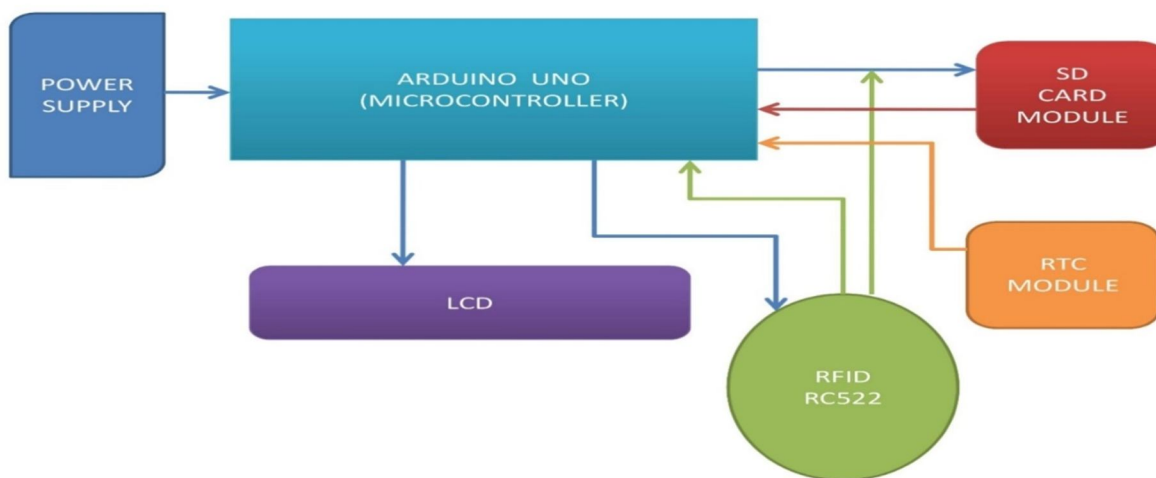 POWER
SUPPLY
ARDUINO UNO
(MICROCONTROLLER)
SD
CARD
MODULE
LCD
RTC
MODULE
RFID
RC522